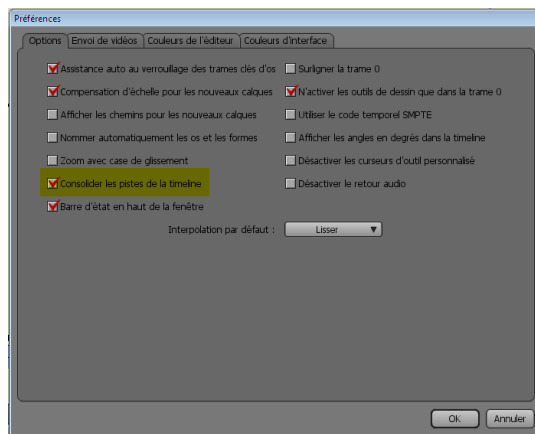 Préférences
Options Envoi de vidéos Couleurs de l'éditeur Couleurs d'interface
Assistance auto au verrouillage des trames clés d'os Surligner la trame 0
Compensation d'échelle pour les nouveaux calques N'activer les outils de dessin que dans la trame 0
Afficher les chemins pour les nouveaux calques Utiliser le code temporel SMPTE
Nommer automatiquement les os et les formes Afficher les angles en degrés dans la timeline
Zoom avec case de glissement Désactiver les curseurs d'outil personnalisé
Consolider les pistes de la timeline Désactiver le retour audio
Barre d'état en haut de la fenêtre
Interpolation par défaut : Lisser
OK Annuler